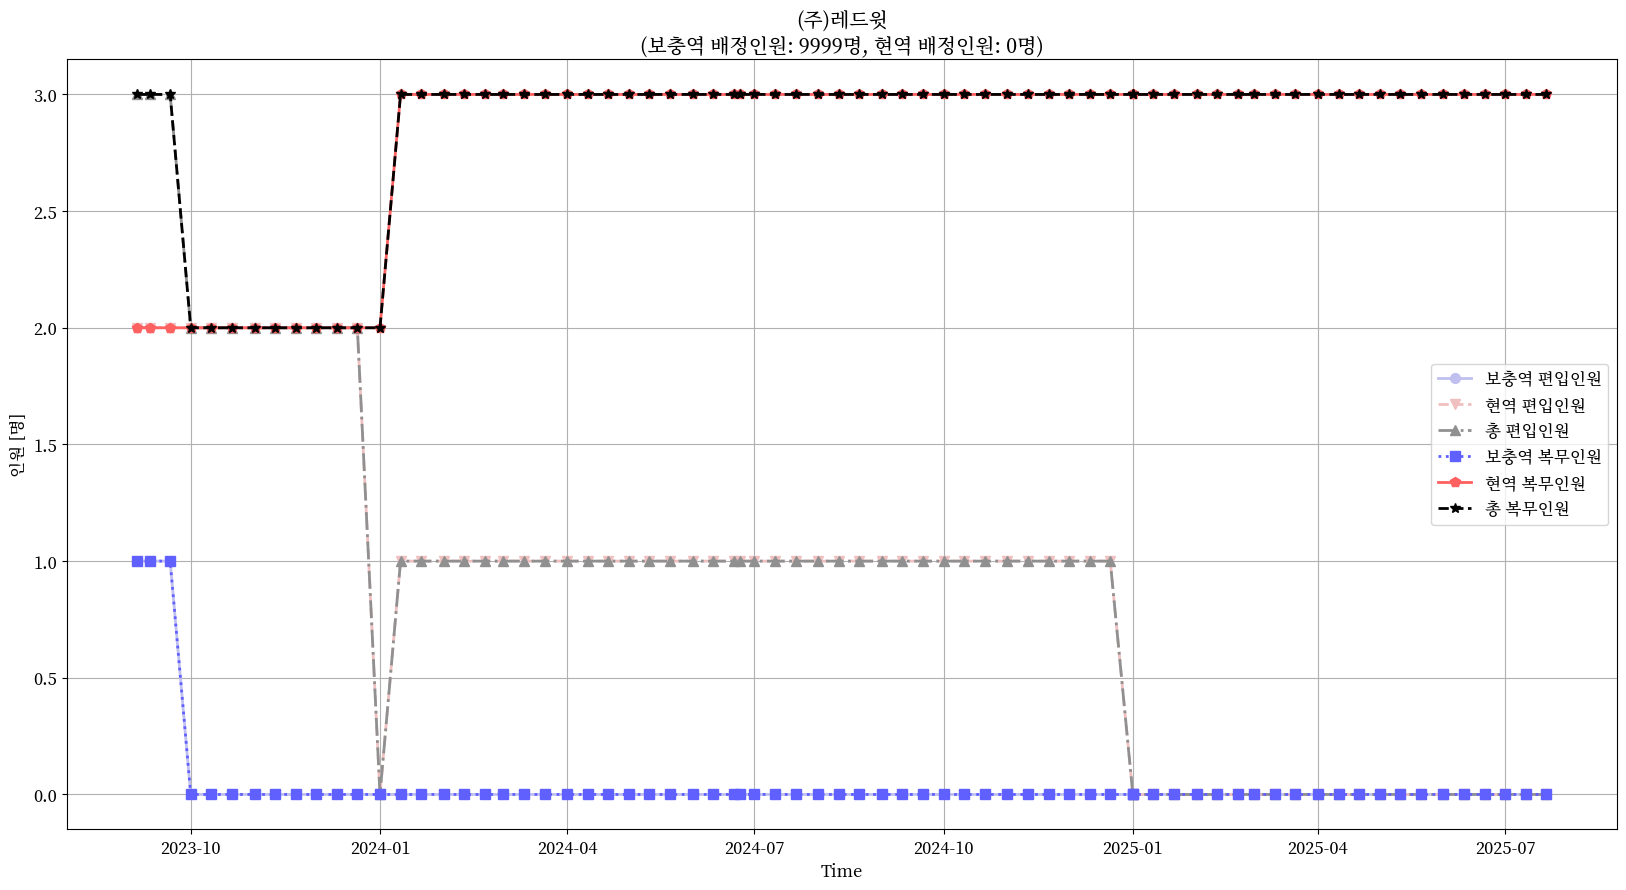 (주)레드윗
(보충역 배정인원: 9999명, 현역 배정인원: 0명)
3.0
2.5
2.0
1.5
1.0
0.5
0.0
인원 [명]
보충역 편입인원
현역 편입인원
총 편입인원
보충역 복무인원
현역 복무인원
총 복무인원
2023-10
2024-01
2024-04
2024-07
2024-10
2025-01
2025-04
2025-07
Time